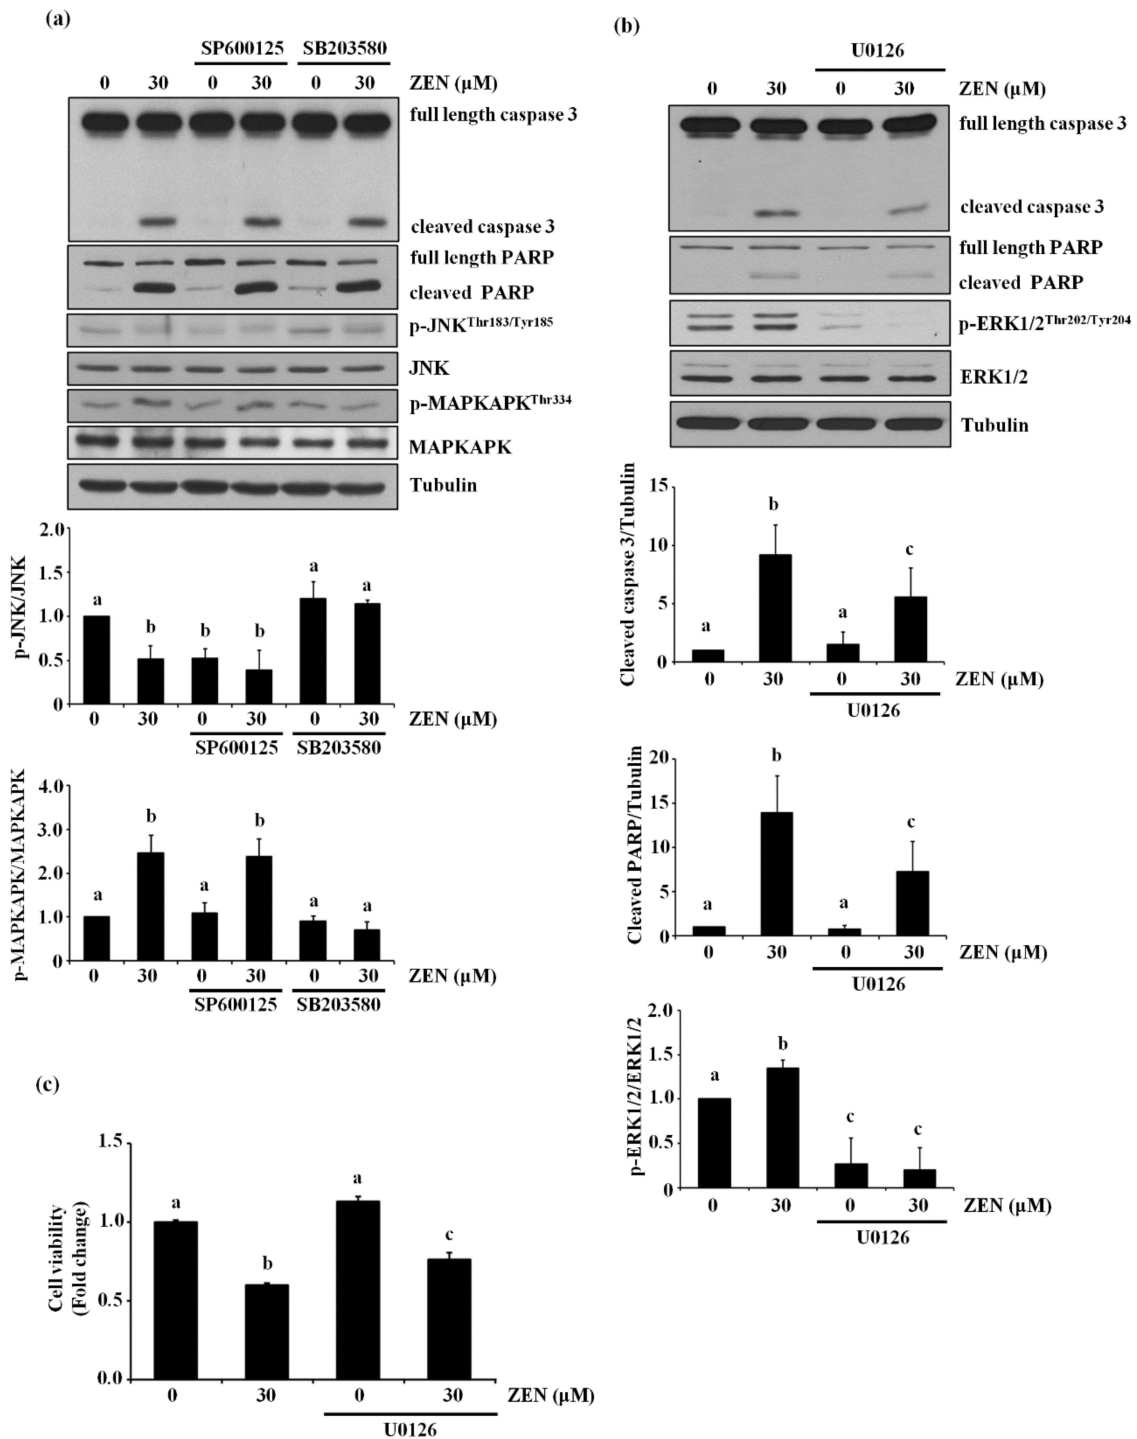 (a)
SP600125 SB203580
0 30 0 30 0 30 ZEN (µM)
full length caspase 3
cleaved caspase 3
full length PARP
cleaved PARP
p-JNKThr183/Tyr185
JNK
p-MAPKAPKThr334
MAPKAPK
Tubulin
p-JNK/JNK
2.0
1.5
1.0
0.5
0
a b b b a a
0 30 0 30 0 30 ZEN (µM)
SP600125 SB203580
p-MAPKAPK/MAPKAPK
4.0
3.0
2.0
1.0
0
a b a b a a
0 30 0 30 0 30 ZEN (µM)
SP600125 SB203580
(b)
U0126
0 30 0 30 ZEN (µM)
full length caspase 3
cleaved caspase 3
full length PARP
cleaved PARP
p-ERK1/2Thr202/Tyr204
ERK1/2
Tubulin
Cleaved caspase 3/Tubulin
15
10
5
0
a b a c
0 30 0 30 ZEN (µM)
U0126
Cleaved PARP/Tubulin
20
15
10
5
0
a b a c
0 30 0 30 ZEN (µM)
U0126
p-ERK1/2/ERK1/2
2.0
1.5
1.0
0.5
0
a b c c
0 30 0 30 ZEN (µM)
U0126
(c)
Cell viability
(Fold change)
1.5
1.0
0.5
0.0
a b a c
0 30 0 30 ZEN (µM)
U0126